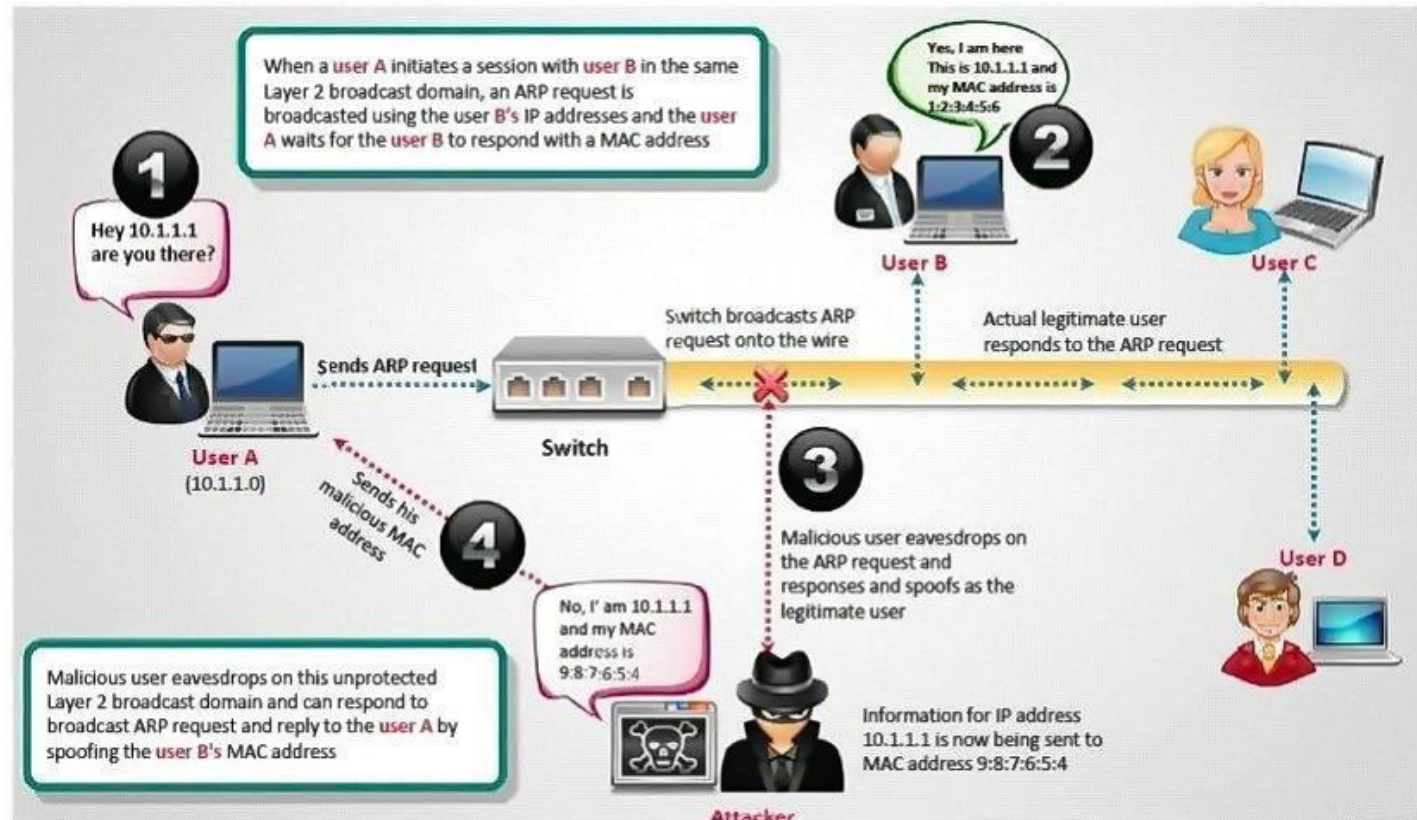 When a user A initiates a session with user B in the same
Layer 2 broadcast domain, an ARP request is
broadcasted using the user B's IP addresses and the user
A waits for the user B to respond with a MAC address
1
Hey 10.1.1.1
are you there?
User A
(10.1.1.0)
Sends ARP request
Switch
Switch broadcasts ARP
request onto the wire
Yes, I am here
This is 10.1.1.1 and
my MAC address is
1:2:3:4:5:6
2
User B
Actual legitimate user
responds to the ARP request
User C
User D
3
Malicious user eavesdrops on
the ARP request and
responses and spoofs as the
legitimate user
4
Sends his
malicious MAC
address
No, I' am 10.1.1.1
and my MAC
address is
9:8:7:6:5:4
Malicious user eavesdrops on this unprotected
Layer 2 broadcast domain and can respond to
broadcast ARP request and reply to the user A by
spoofing the user B's MAC address
Information for IP address
10.1.1.1 is now being sent to
MAC address 9:8:7:6:5:4
Attacker